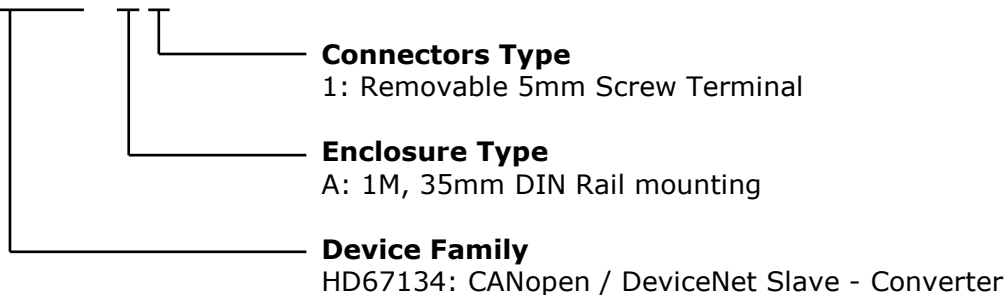 Connectors Type
1: Removable 5mm Screw Terminal
Enclosure Type
A: 1M, 35mm DIN Rail mounting
Device Family
HD67134: CANopen / DeviceNet Slave - Converter